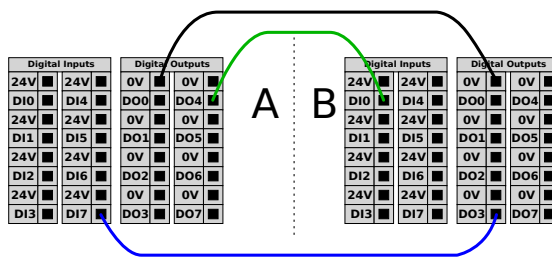 Digital Inputs Digital Outputs A B Digital Inputs Digital Outputs
24V 24V 0V 0V 24V 24V 0V 0V
DI0 DI4 DO0 DO4 DI0 DI4 DO0 DO4
24V 24V 0V 0V 24V 24V 0V 0V
DI1 DI5 DO1 DO5 DI1 DI5 DO1 DO5
24V 24V 0V 0V 24V 24V 0V 0V
DI2 DI6 DO2 DO6 DI2 DI6 DO2 DO6
24V 24V 0V 0V 24V 24V 0V 0V
DI3 DI7 DO3 DO7 DI3 DI7 DO3 DO7